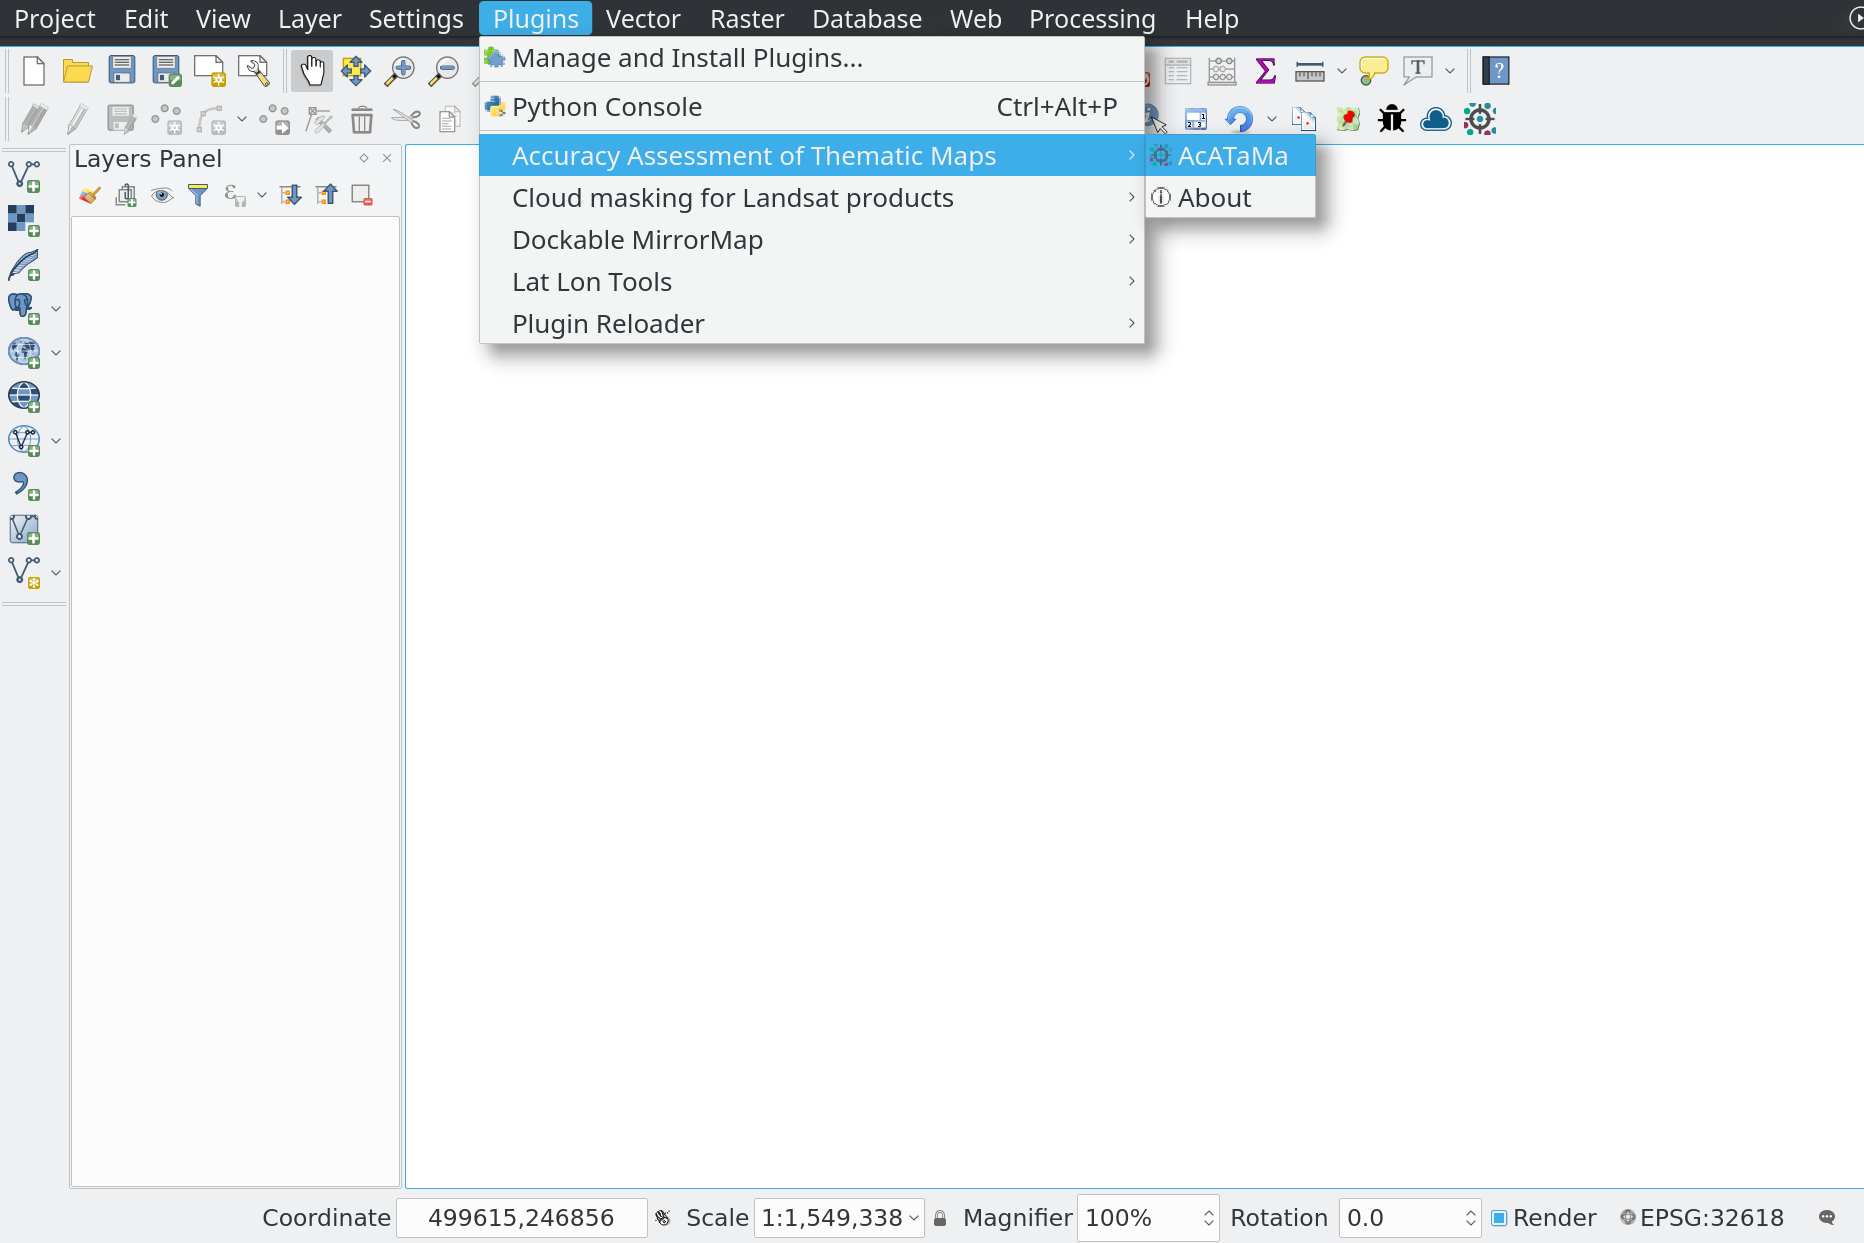 Project Edit View Layer Settings Plugins Vector Raster Database Web Processing Help
Manage and Install Plugins...
Python Console Ctrl+Alt+P
Accuracy Assessment of Thematic Maps
AcATaMa
Cloud masking for Landsat products
About
Dockable MirrorMap
Lat Lon Tools
Plugin Reloader
Layers Panel
Coordinate 499615,246856 Scale 1:1,549,338 Magnifier 100% Rotation 0.0 Render EPSG:32618